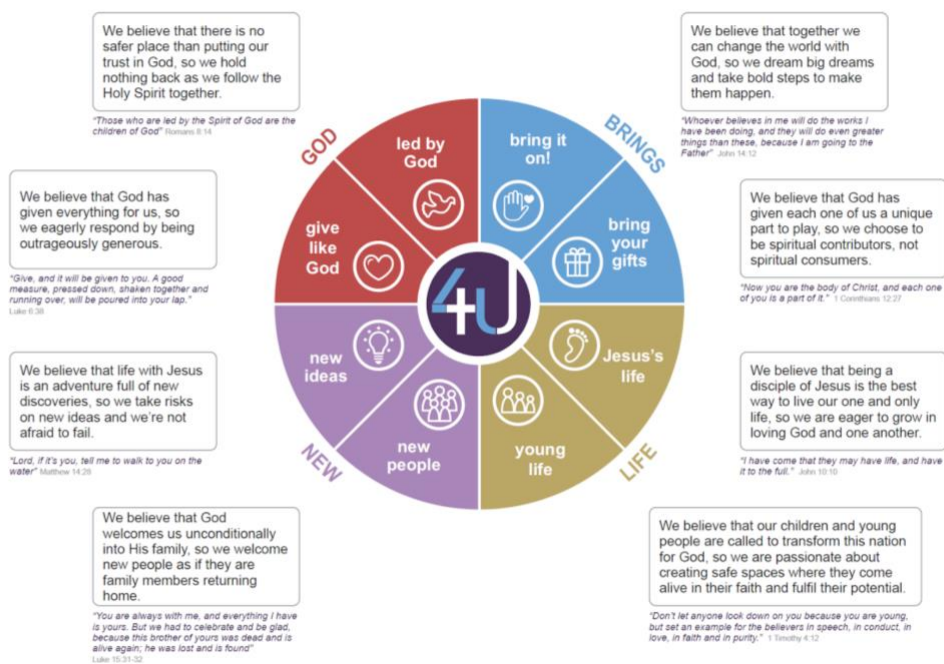 We believe that there is no
safer place than putting our
trust in God, so we hold
nothing back as we follow the
Holy Spirit together.
"Those who are led by the Spirit of God are the
children of God" Romans 8:14
We believe that together we
can change the world with
God, so we dream big dreams
and take bold steps to make
them happen.
"Whoever believes in me will do the works I
have been doing, and they will do even greater
things than these, because I am going to the
Father" John 14:12
We believe that God has
given everything for us, so
we eagerly respond by being
outrageously generous.
"Give, and it will be given to you. A good
measure, pressed down, shaken together and
running over, will be poured into your lap."
Luke 6:38
We believe that God has
given each one of us a unique
part to play, so we choose to
be spiritual contributors, not
spiritual consumers.
"Now you are the body of Christ, and each one
of you is a part of it." 1 Corinthians 12:27
GOD
led by
God
give
like
God
BRINGS
bring it
on!
bring
your
gifts
4U
new
ideas
new
people
NEW
Jesus's
life
young
life
LIFE
We believe that life with Jesus
is an adventure full of new
discoveries, so we take risks
on new ideas and we're not
afraid to fail.
"Lord, if it's you, tell me to walk to you on the
water" Matthew 14:28
We believe that being a
disciple of Jesus is the best
way to live our one and only
life, so we are eager to grow in
loving God and one another.
"I have come that they may have life, and have
it to the full." John 10:10
We believe that God
welcomes us unconditionally
into His family, so we welcome
new people as if they are
family members returning
home.
"You are always with me, and everything I have
is yours. But we had to celebrate and be glad,
because this brother of yours was dead and is
alive again; he was lost and is found"
Luke 15:31-32
We believe that our children and young
people are called to transform this nation
for God, so we are passionate about
creating safe spaces where they come
alive in their faith and fulfil their potential.
"Don't let anyone look down on you because you are young,
but set an example for the believers in speech, in conduct, in
love, in faith and in purity." 1 Timothy 4:12